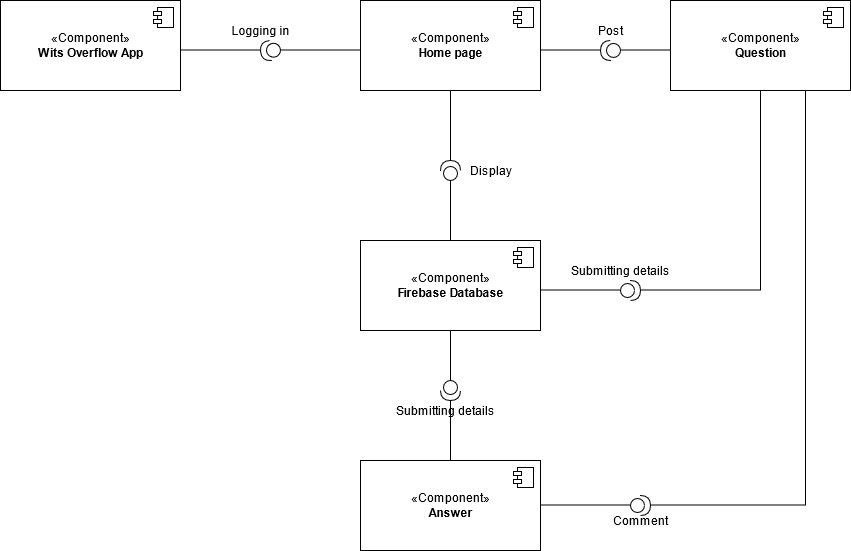 Logging in
Post
«Component»
Wits Overflow App
«Component»
Home page
«Component»
Question
Display
«Component»
Firebase Database
Submitting details
Submitting details
«Component»
Answer
Comment